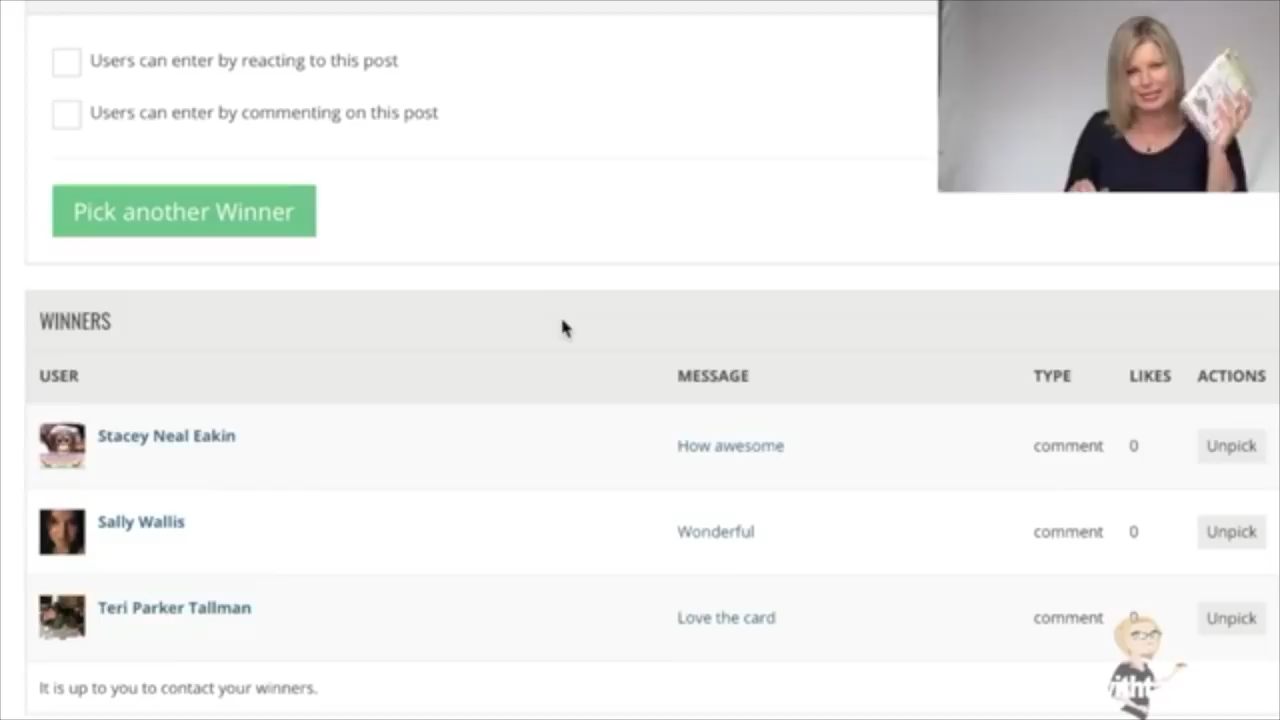 Users can enter by reacting to this post
Users can enter by commenting on this post
Pick another Winner
WINNERS
USER MESSAGE TYPE LIKES ACTIONS
Stacey Neal Eakin How awesome comment 0 Unpick
Sally Wallis Wonderful comment 0 Unpick
Teri Parker Tallman Love the card comment 0 Unpick
It is up to you to contact your winners.